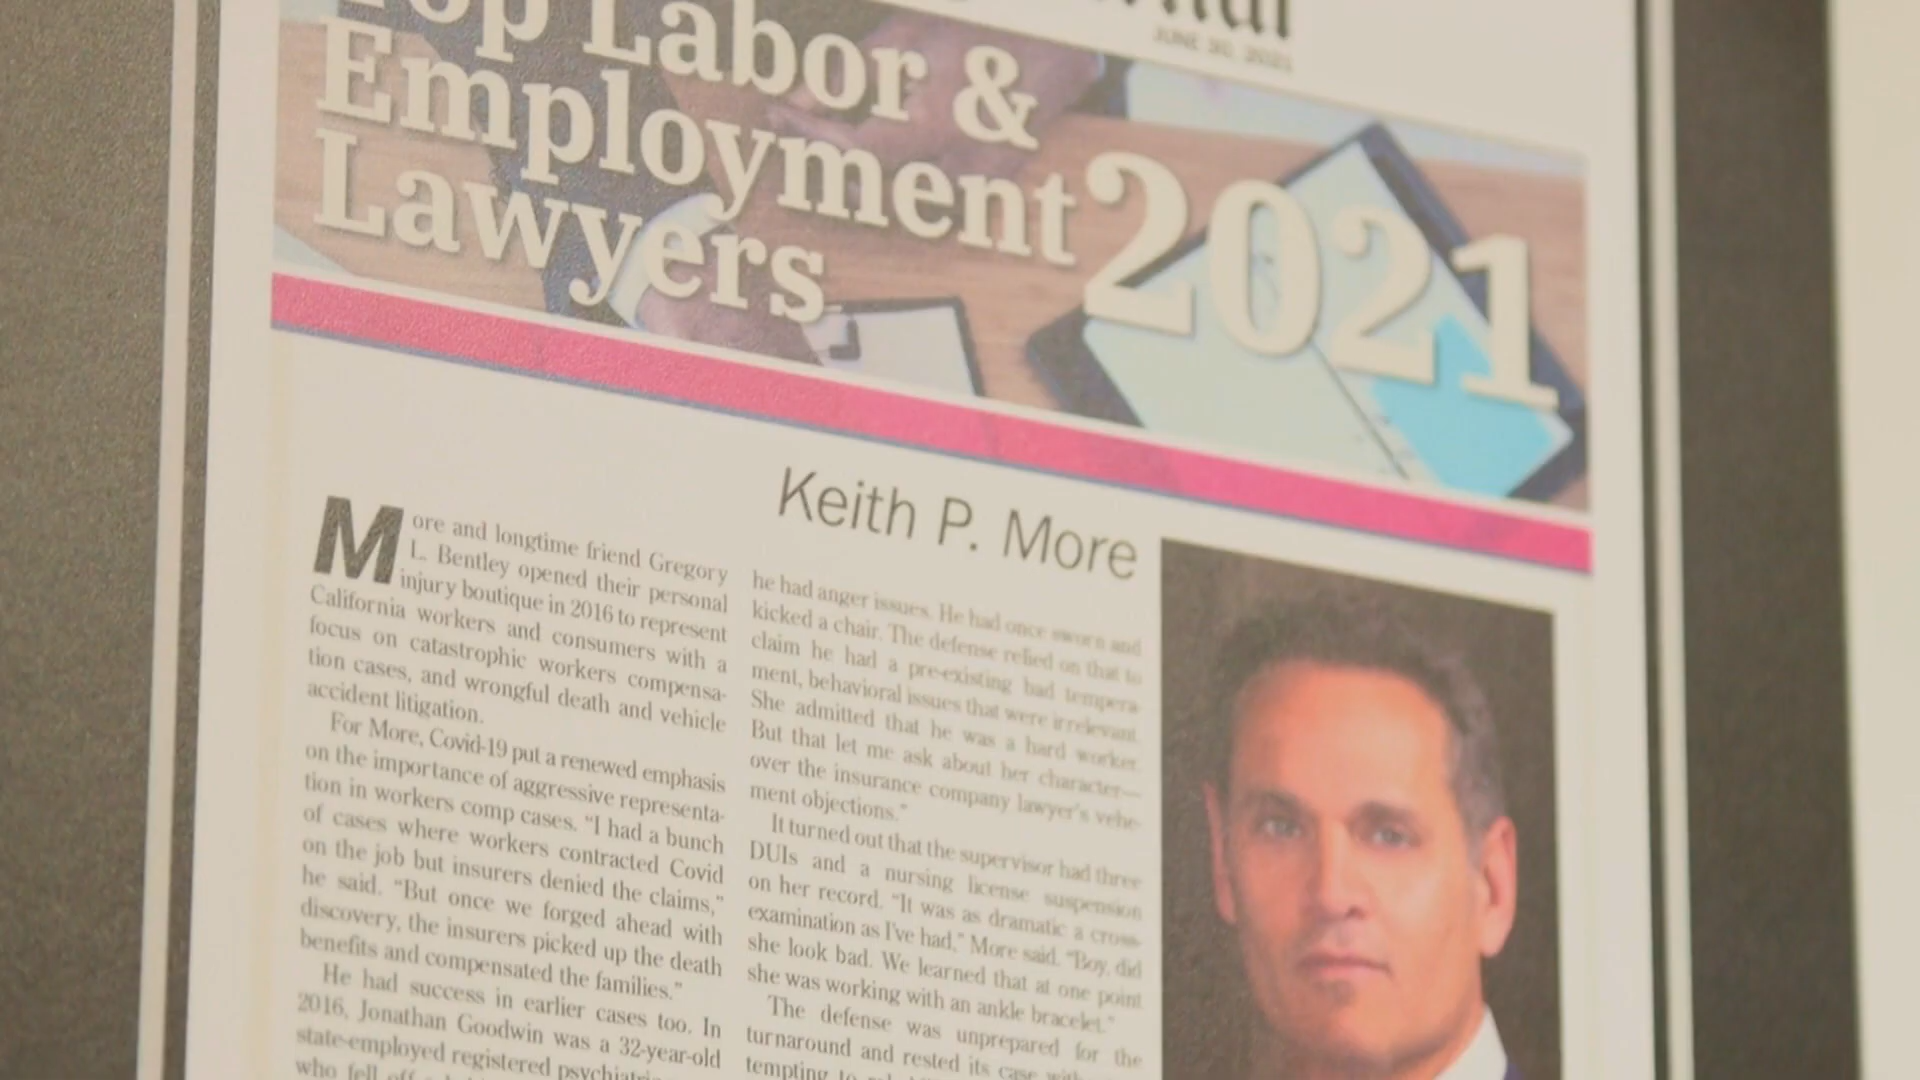 JUNE 30, 2021
Top Labor &
Employment
Lawyers
2021
Keith P. More
More and longtime friend Gregory
L. Bentley opened their personal
injury boutique in 2016 to represent
California workers and consumers with a
focus on catastrophic workers compensa-
tion cases, and wrongful death and vehicle
accident litigation.
For More, Covid-19 put a renewed emphasis
on the importance of aggressive representa-
tion in workers comp cases. “I had a bunch
of cases where workers contracted Covid
on the job but insurers denied the claims,”
he said. “But once we forged ahead with
discovery, the insurers picked up the death
benefits and compensated the families.”
He had success in earlier cases too. In
2016, Jonathan Goodwin was a 32-year-old
state-employed registered
who fell off
he had anger issues. He had once sworn and
kicked a chair. The defense relied on that to
claim he had a pre-existing bad tempera-
ment, behavioral issues that were irrelevant.
She admitted that he was a hard worker.
But that let me ask about her character—
over the insurance company lawyer's vehe-
ment objections.”
It turned out that the supervisor had three
DUIs and a nursing license suspension
on her record. “It was as dramatic a cross-
examination as I've had,” More said. “Boy, did
she look bad. We learned that at one point
she was working with an ankle bracelet.”
The defense was unprepared for the
turnaround and rested its case
tempting to